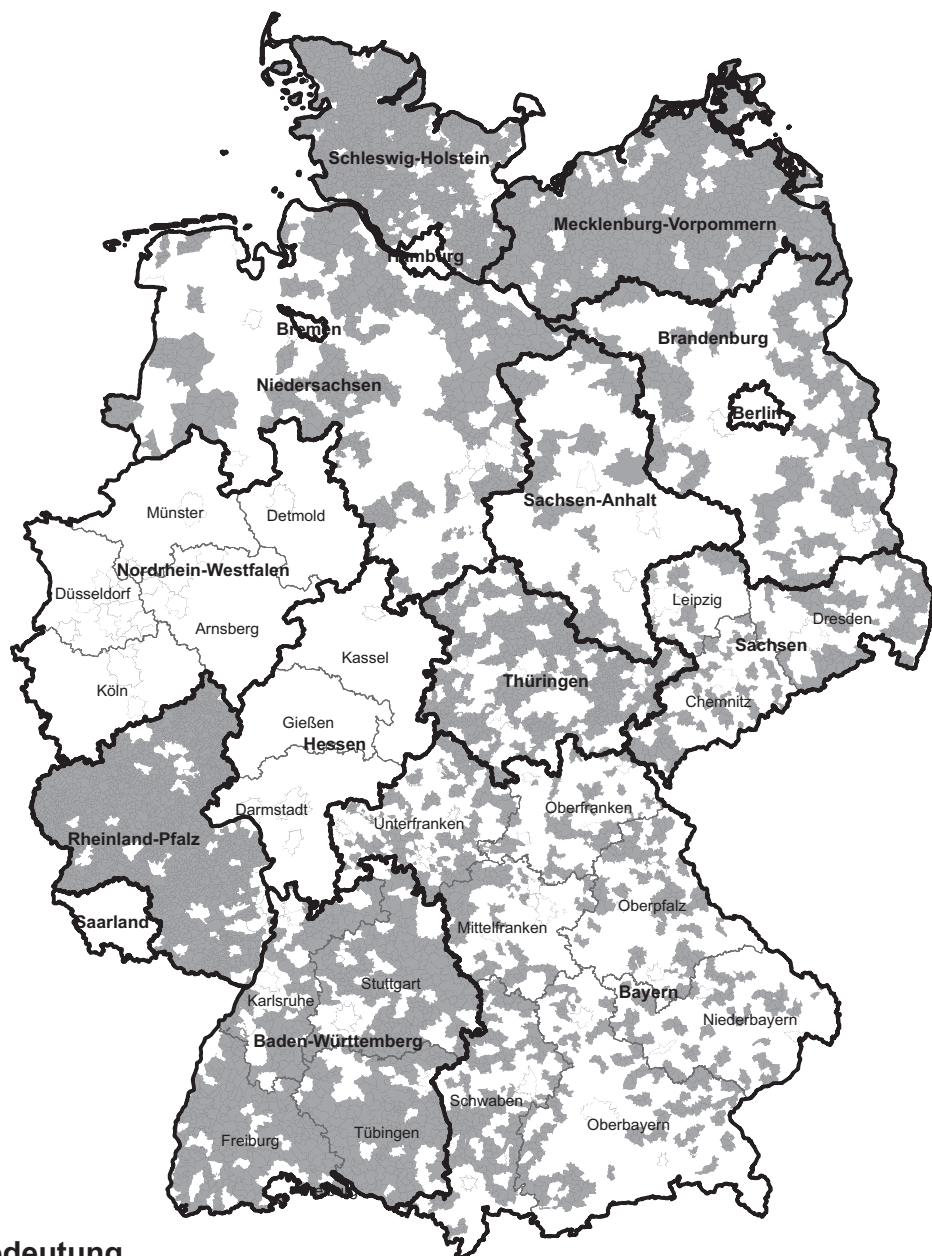 Schleswig-Holstein
Mecklenburg-Vorpommern
Hamburg
Bremen
Brandenburg
Niedersachsen
Berlin
Sachsen-Anhalt
Münster
Detmold
Nordrhein-Westfalen
Düsseldorf
Leipzig
Arnsberg
Dresden
Sachsen
Kassel
Köln
Thüringen
Chemnitz
Gießen
Hessen
Darmstadt
Oberfranken
Unterfranken
Rheinland-Pfalz
Oberpfalz
Saarland
Mittelfranken
Stuttgart
Karlsruhe
Bayern
Niederbayern
Baden-Württemberg
Schwaben
Oberbayern
Tübingen
Freiburg